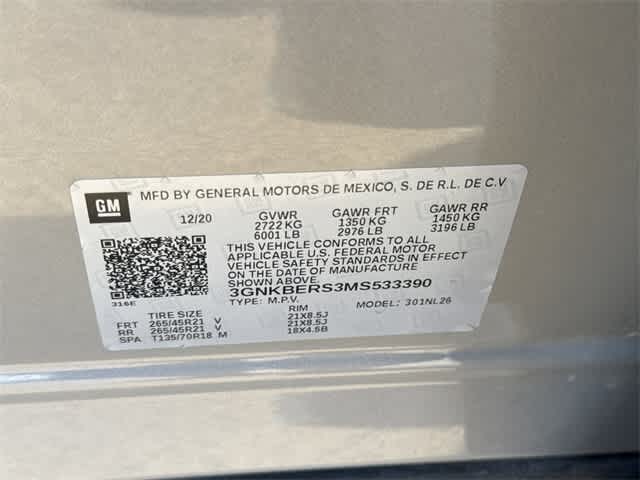 GM
MFD BY GENERAL MOTORS DE MEXICO, S. DE R.L. DE C.V
12/20 GVWR GAWR FRT GAWR RR
2722 KG 1350 KG 1450 KG
6001 LB 2976 LB 3196 LB
THIS VEHICLE CONFORMS TO ALL
APPLICABLE U.S. FEDERAL MOTOR
VEHICLE SAFETY STANDARDS IN EFFECT
ON THE DATE OF MANUFACTURE
SHOWN ABOVE.
3GNKBERS3MS533390
316E
TYPE: M.P.V. MODEL: 301NL26
TIRE SIZE RIM
FRT 265/45R21 V 21X8.5J
RR 265/45R21 V 21X8.5J
SPA T135/70R18 M 18X4.5B